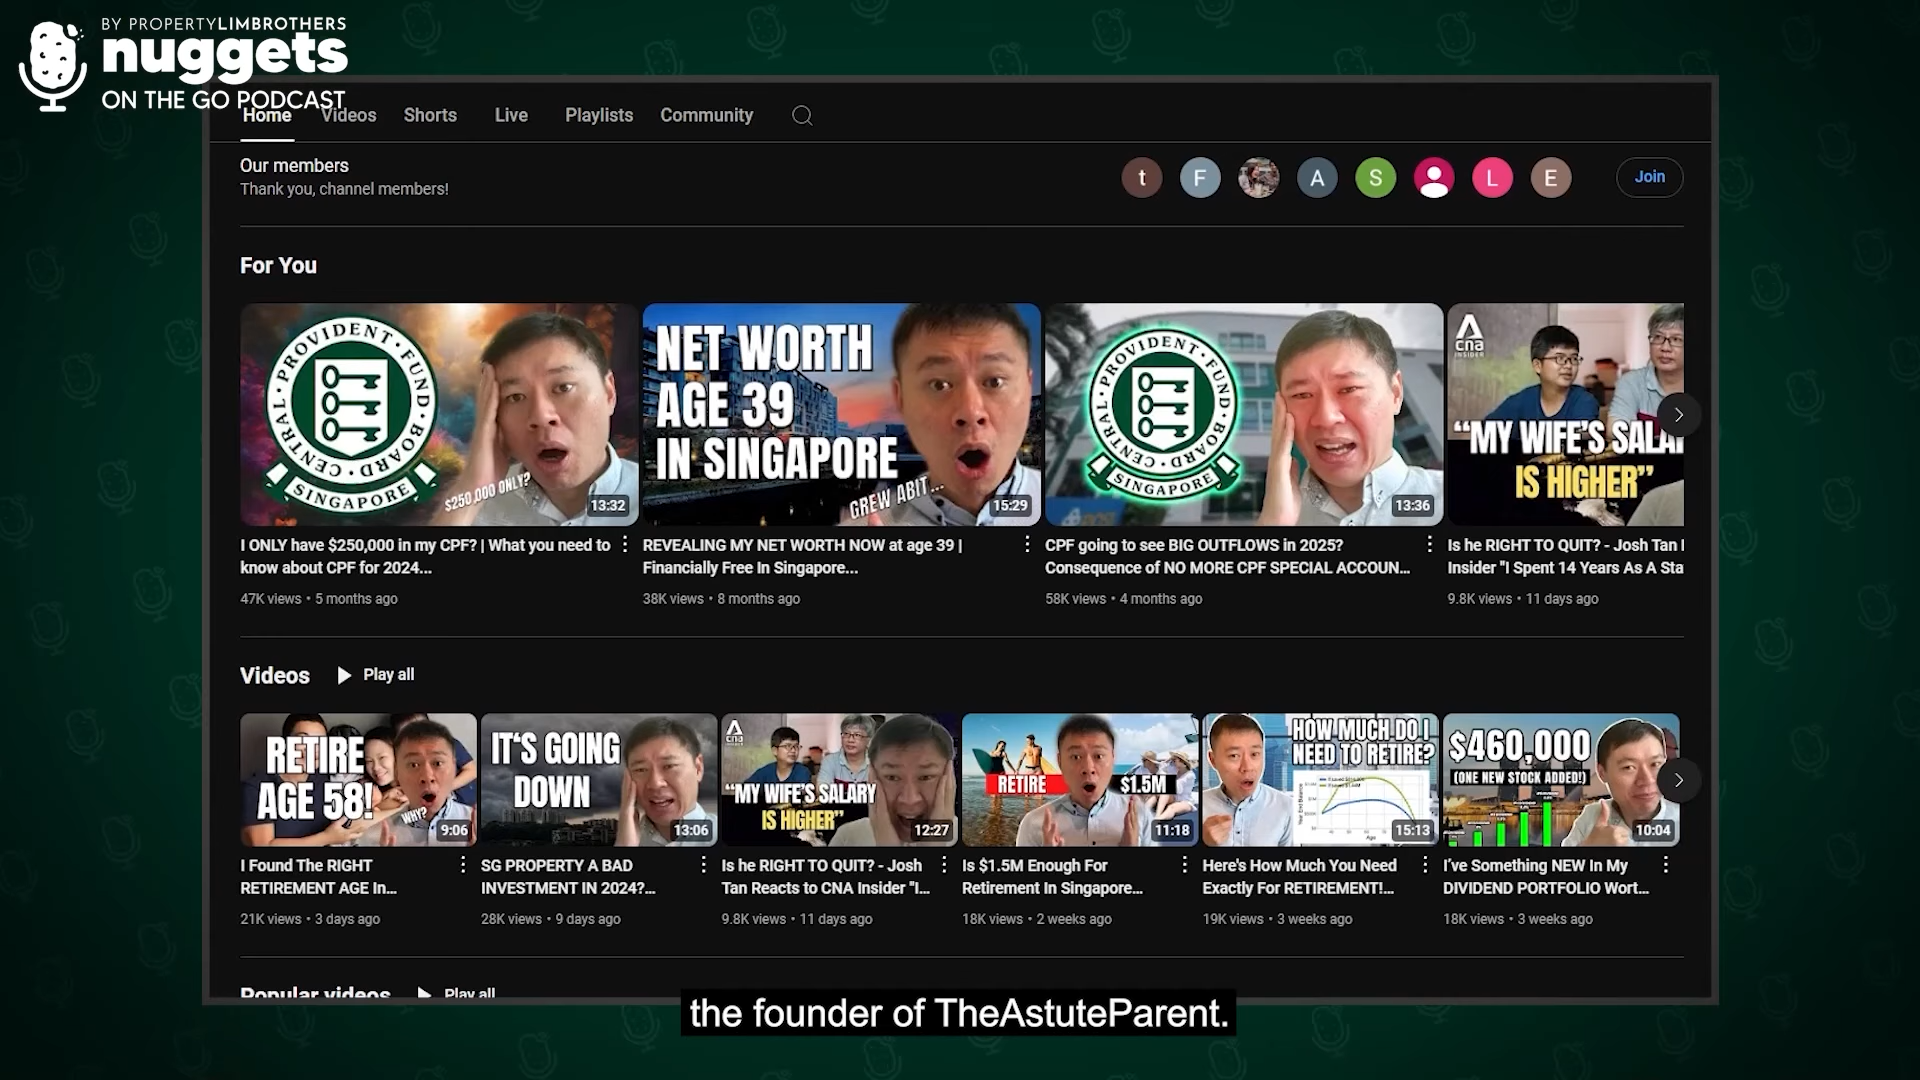 BY PROPERTYLIMBROTHERS
nuggets
ON THE GO PODCAST
Home Videos Shorts Live Playlists Community
Our members
Thank you, channel members!
t F A S L E
Join
For You
CENTRAL · PROVIDENT · FUND · BOARD
SINGAPORE
$250,000 ONLY?
13:32
NET WORTH
AGE 39
IN SINGAPORE
GREW ABIT...
15:29
CENTRAL · PROVIDENT · FUND · BOARD
SINGAPORE
13:36
cna
INSIDER
“MY WIFE'S SALA
IS HIGHER”
I ONLY have $250,000 in my CPF? | What you need to
know about CPF for 2024...
47K views • 5 months ago
REVEALING MY NET WORTH NOW at age 39 |
Financially Free In Singapore...
38K views • 8 months ago
CPF going to see BIG OUTFLOWS in 2025?
Consequence of NO MORE CPF SPECIAL ACCOUN...
58K views • 4 months ago
Is he RIGHT TO QUIT? - Josh Tan
Insider "I Spent 14 Years As A Sta
9.8K views • 11 days ago
Videos Play all
RETIRE
AGE 58!
WHY?
9:06
IT'S GOING
DOWN
13:06
cna
INSIDER
“MY WIFE'S SALARY
IS HIGHER”
12:27
RETIRE
$1.5M
11:18
HOW MUCH DO I
NEED TO RETIRE?
Age
15:13
$460,000
(ONE NEW STOCK ADDED!)
10:04
I Found The RIGHT
RETIREMENT AGE In...
21K views • 3 days ago
SG PROPERTY A BAD
INVESTMENT IN 2024?...
28K views • 9 days ago
Is he RIGHT TO QUIT? - Josh
Tan Reacts to CNA Insider "I...
9.8K views • 11 days ago
Is $1.5M Enough For
Retirement In Singapore...
18K views • 2 weeks ago
Here's How Much You Need
Exactly For RETIREMENT!...
19K views • 3 weeks ago
I've Something NEW In My
DIVIDEND PORTFOLIO Wort...
18K views • 3 weeks ago
Popular videos Play all
the founder of TheAstuteParent.